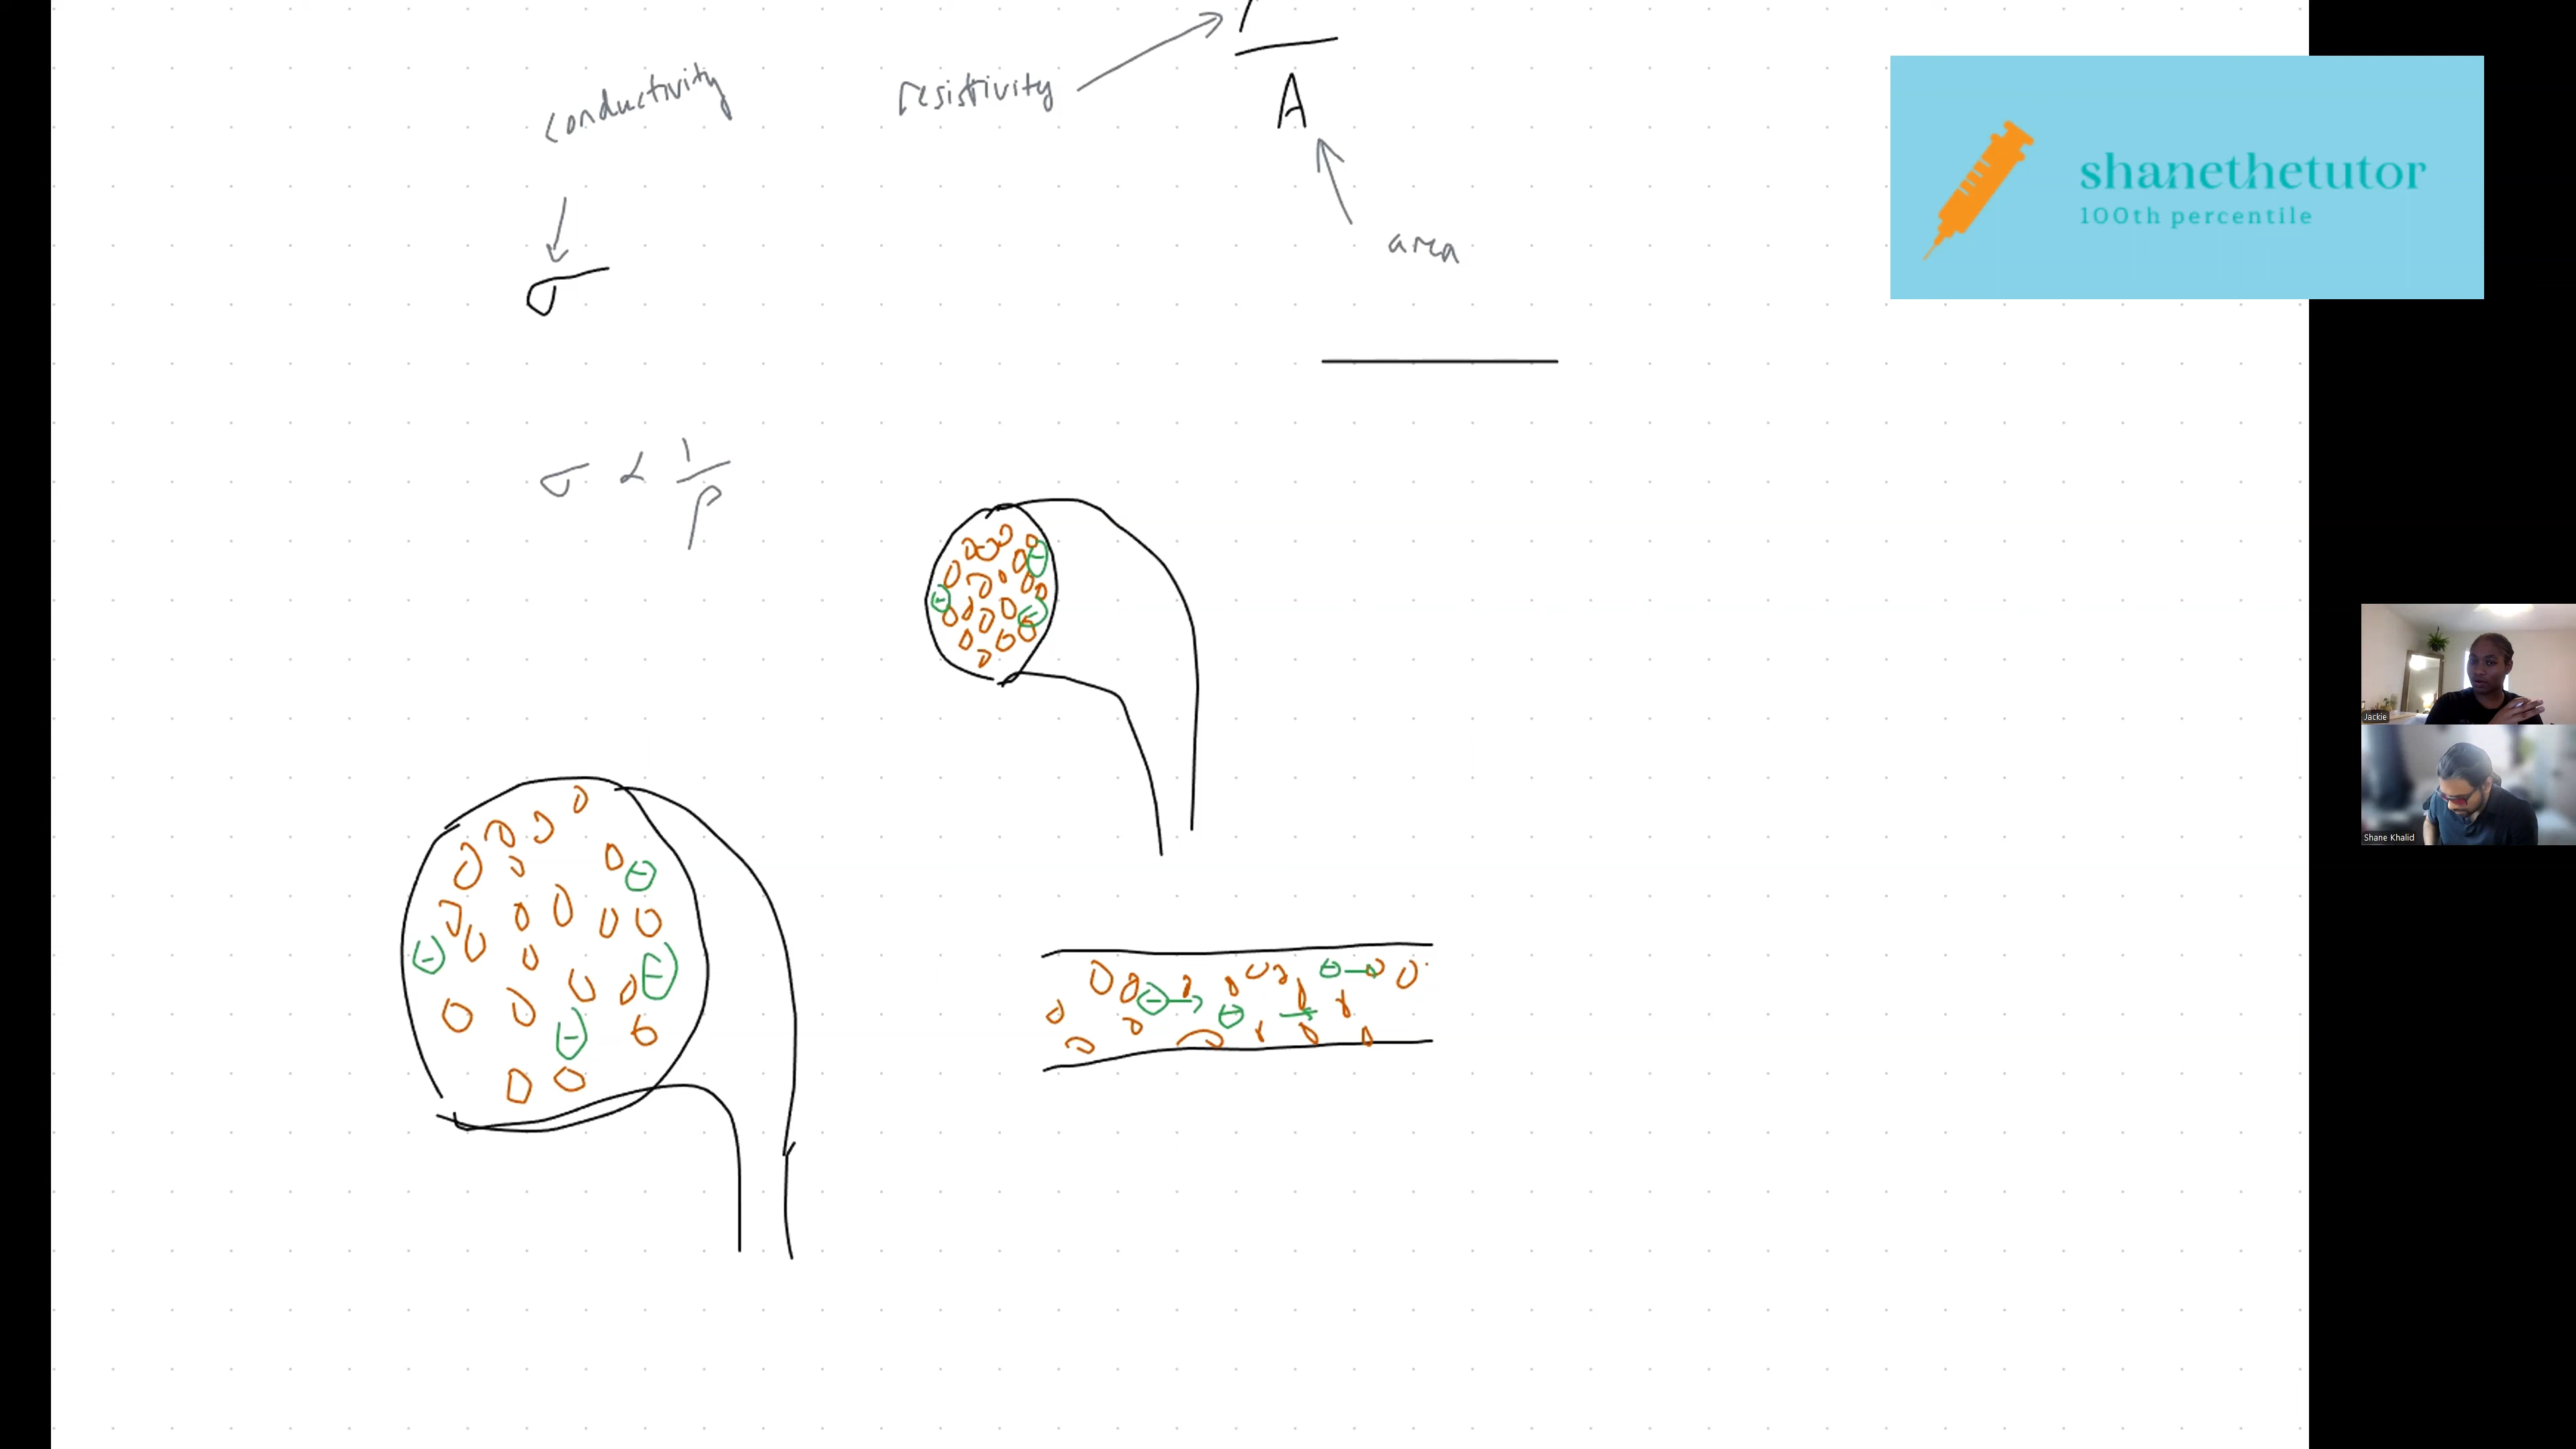 conductivity
resistivity
A
area
σ
σ ∝ 1/ρ
shanethetutor
100th percentile
Jackie
Shane Khalid